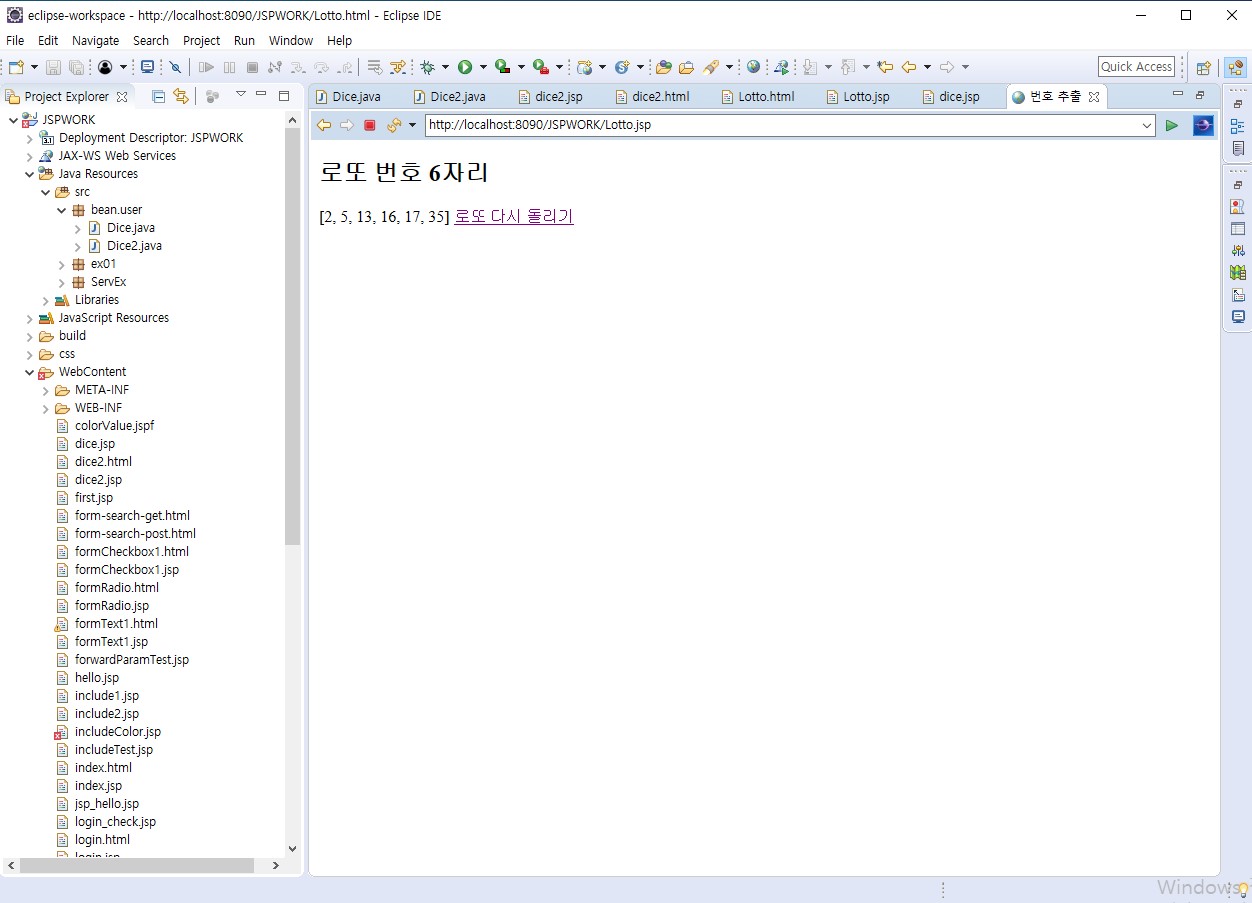 eclipse-workspace - http://localhost:8090/JSPWORK/Lotto.html - Eclipse IDE
File Edit Navigate Search Project Run Window Help
Quick Access
Project Explorer
JSPWORK
Deployment Descriptor: JSPWORK
JAX-WS Web Services
Java Resources
src
bean.user
Dice.java
Dice2.java
ex01
ServEx
Libraries
JavaScript Resources
build
css
WebContent
META-INF
WEB-INF
colorValue.jspf
dice.jsp
dice2.html
dice2.jsp
first.jsp
form-search-get.html
form-search-post.html
formCheckbox1.html
formCheckbox1.jsp
formRadio.html
formRadio.jsp
formText1.html
formText1.jsp
forwardParamTest.jsp
hello.jsp
include1.jsp
include2.jsp
includeColor.jsp
includeTest.jsp
index.html
index.jsp
jsp_hello.jsp
login_check.jsp
login.html
login.jsp
Dice.java Dice2.java dice2.jsp dice2.html Lotto.html Lotto.jsp dice.jsp 번호 추출
http://localhost:8090/JSPWORK/Lotto.jsp
로또 번호 6자리
[2, 5, 13, 16, 17, 35] 로또 다시 돌리기
Windows